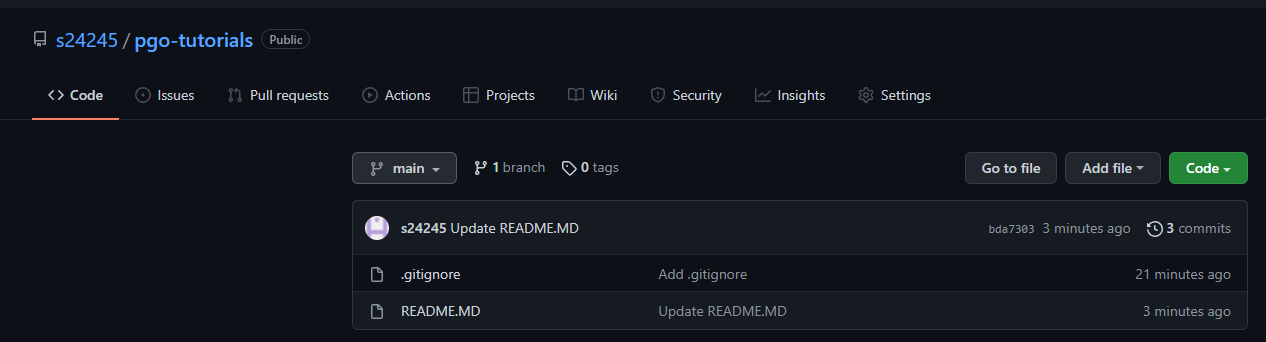 s24245 / pgo-tutorials Public
Code Issues Pull requests Actions Projects Wiki Security Insights Settings
main 1 branch 0 tags Go to file Add file Code
s24245 Update README.MD bda7303 3 minutes ago 3 commits
.gitignore Add .gitignore 21 minutes ago
README.MD Update README.MD 3 minutes ago